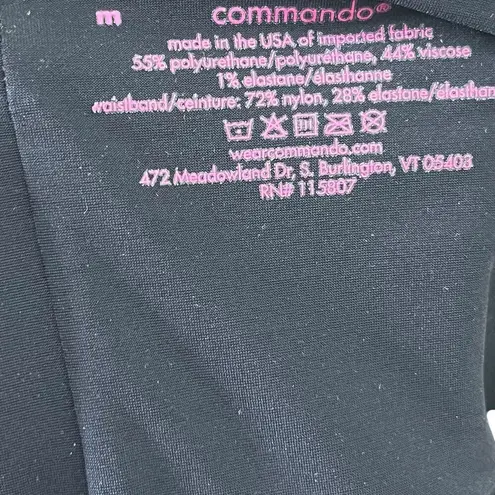 m
commando®
made in the USA of imported fabric
55% polyurethane/polyuréthane, 44% viscose
1% elastane/élasthanne
waistband/ceinture: 72% nylon, 28% elastane/élasthan
wearcommando.com
472 Meadowland Dr, S. Burlington, VT 05403
RN# 115807